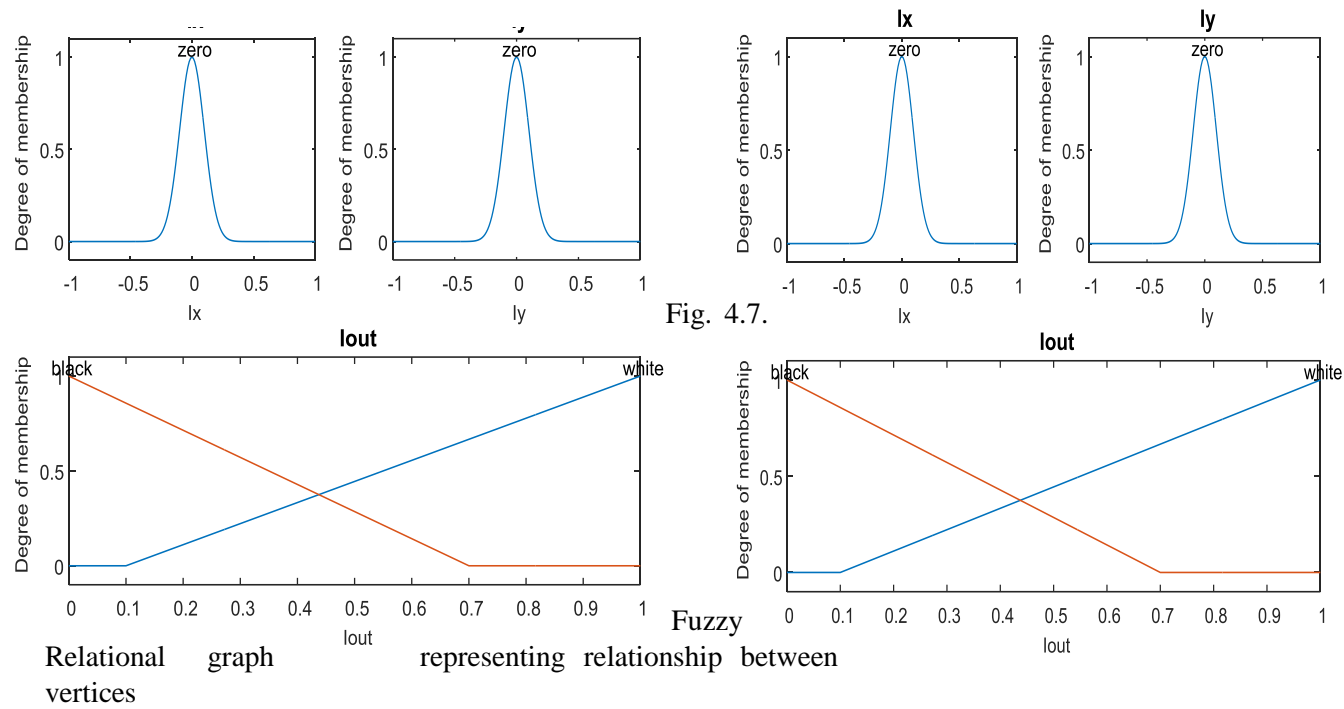 Ix
Iy
zero
zero
Degree of membership
1
0.5
0
-1 -0.5 0 0.5 1
Ix
Degree of membership
1
0.5
0
-1 -0.5 0 0.5 1
Iy
Fig. 4.7.
zero
zero
Degree of membership
1
0.5
0
-1 -0.5 0 0.5 1
Ix
Degree of membership
1
0.5
0
-1 -0.5 0 0.5 1
Iy
Iout
black
white
Degree of membership
1
0.5
0
0 0.1 0.2 0.3 0.4 0.5 0.6 0.7 0.8 0.9 1
Iout
Fuzzy
Iout
black
white
Degree of membership
1
0.5
0
0 0.1 0.2 0.3 0.4 0.5 0.6 0.7 0.8 0.9 1
Iout
Relational graph representing relationship between
vertices